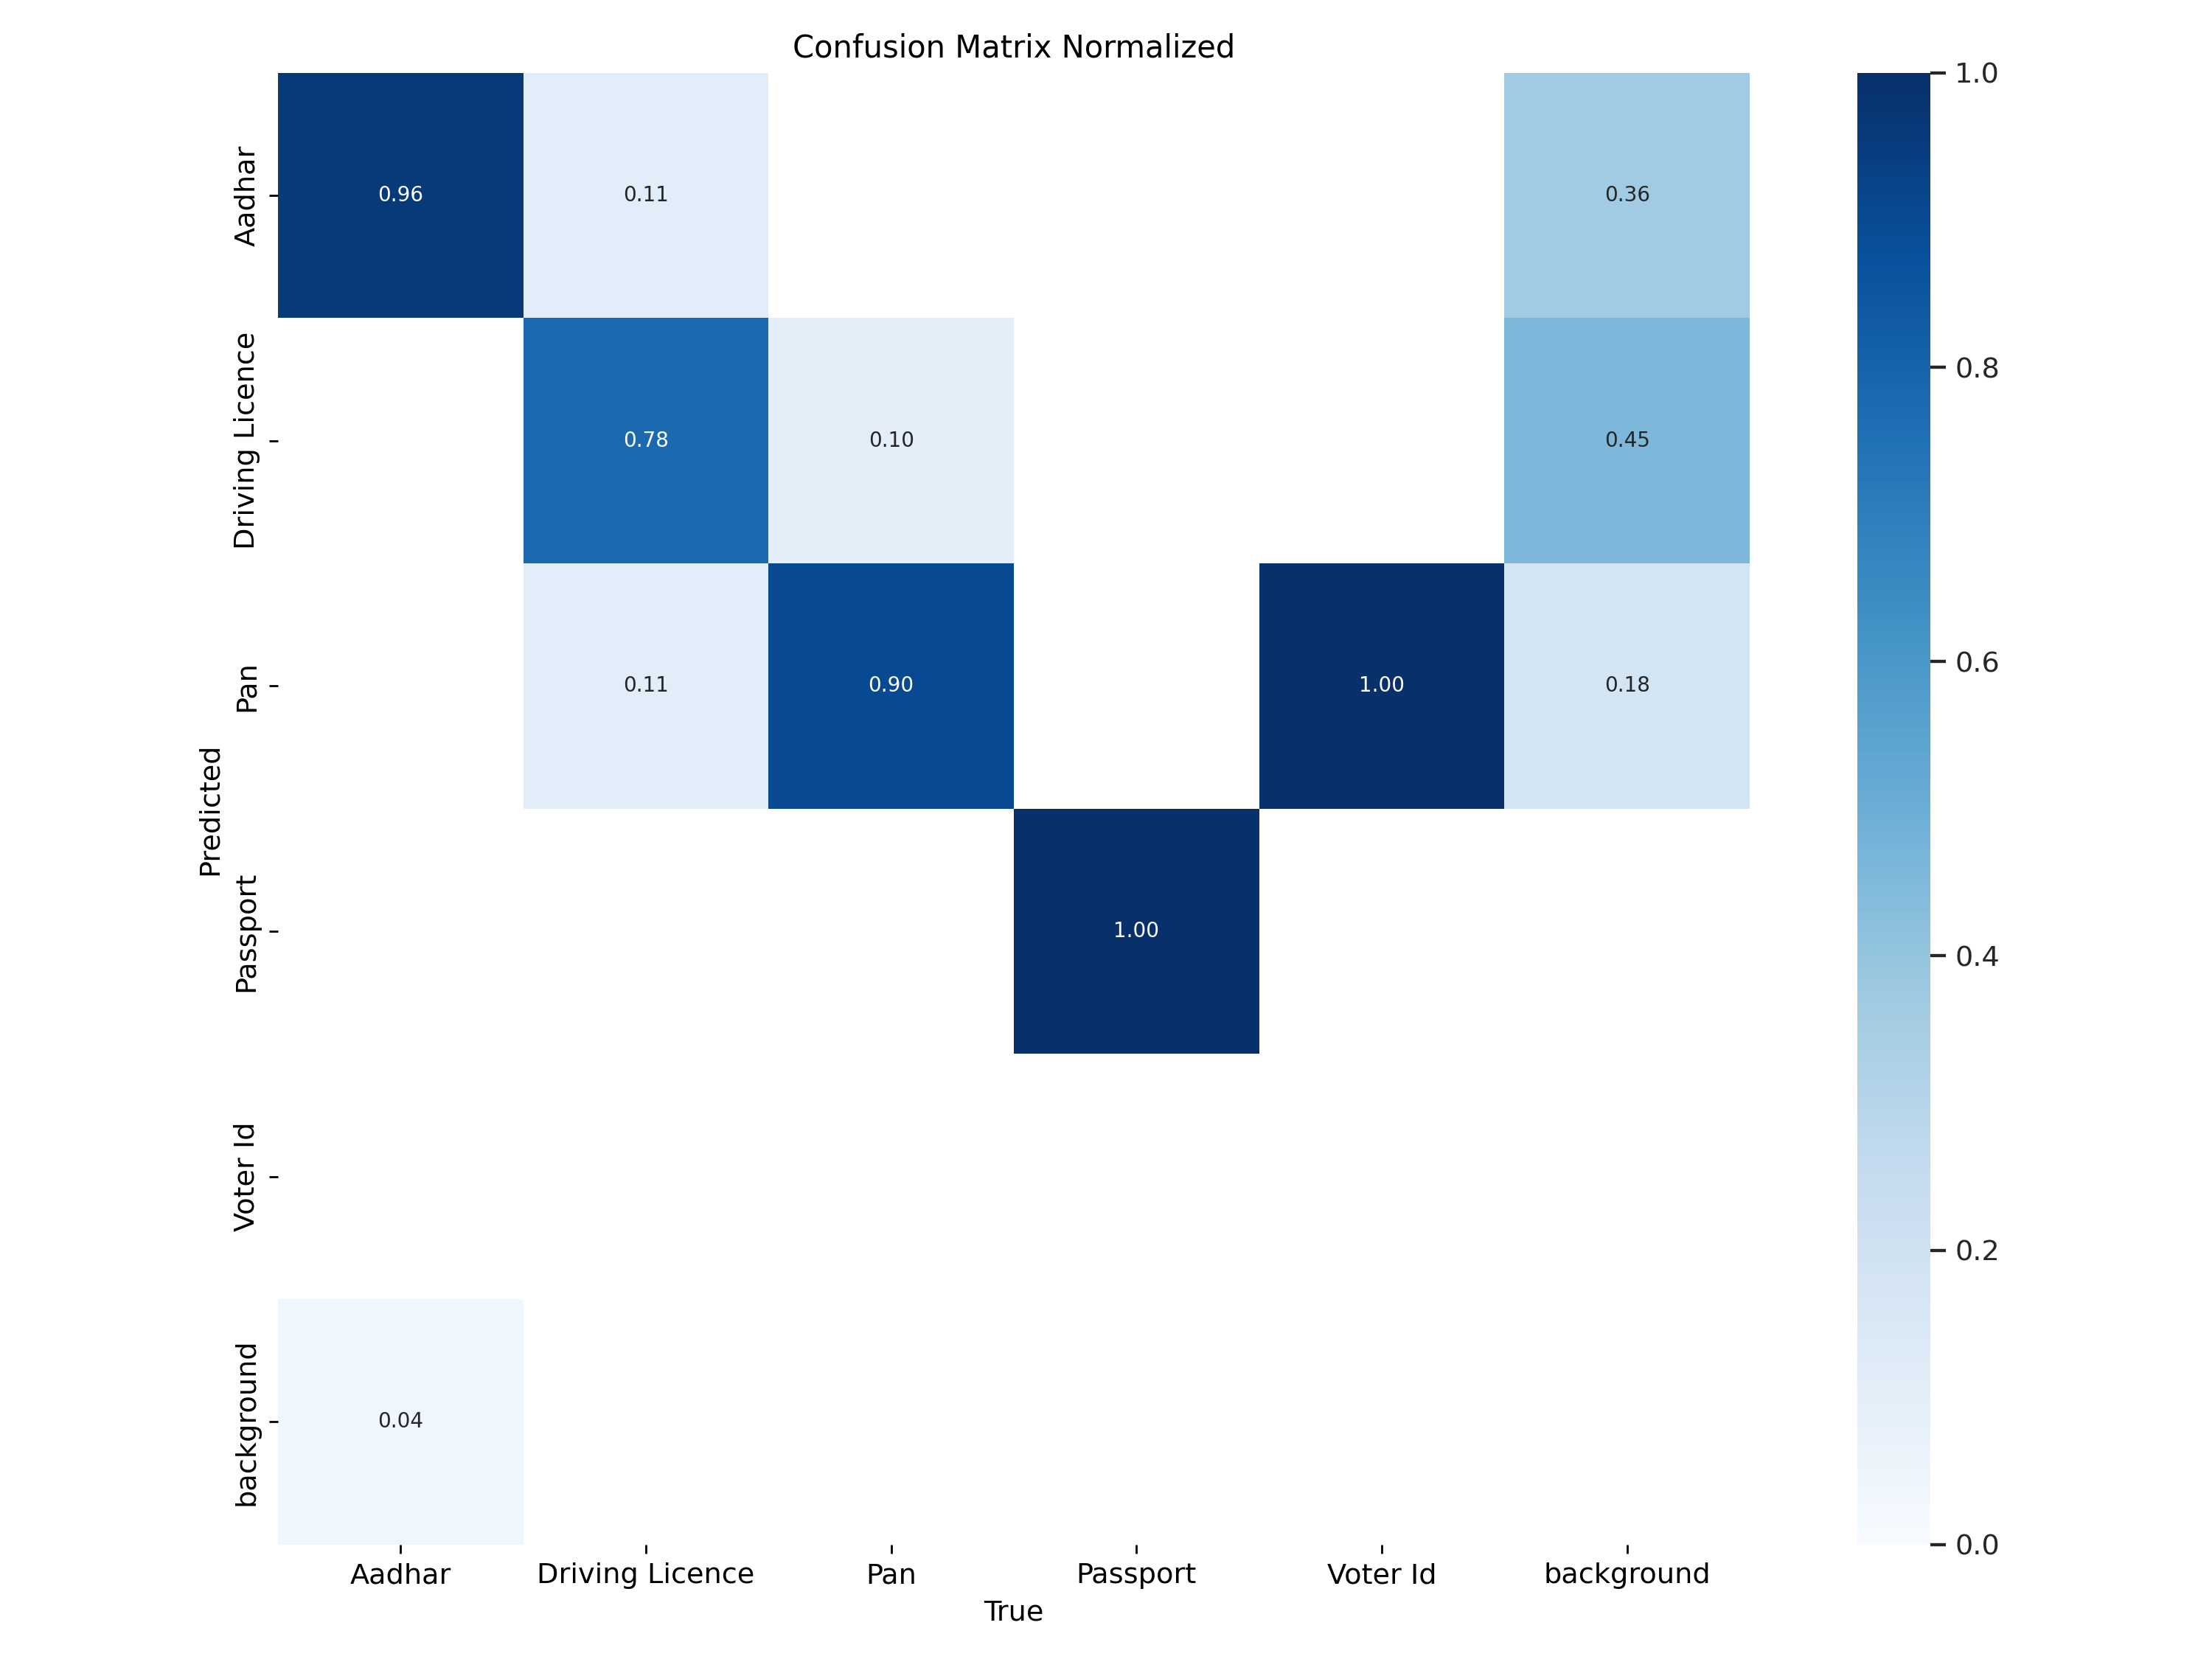 Confusion Matrix Normalized
Aadhar
0.96
0.11
0.36
Driving Licence
0.78
0.10
0.45
Pan
0.11
0.90
1.00
0.18
Passport
1.00
Voter Id
background
0.04
Predicted
Aadhar
Driving Licence
Pan
Passport
Voter Id
background
True
1.0
0.8
0.6
0.4
0.2
0.0